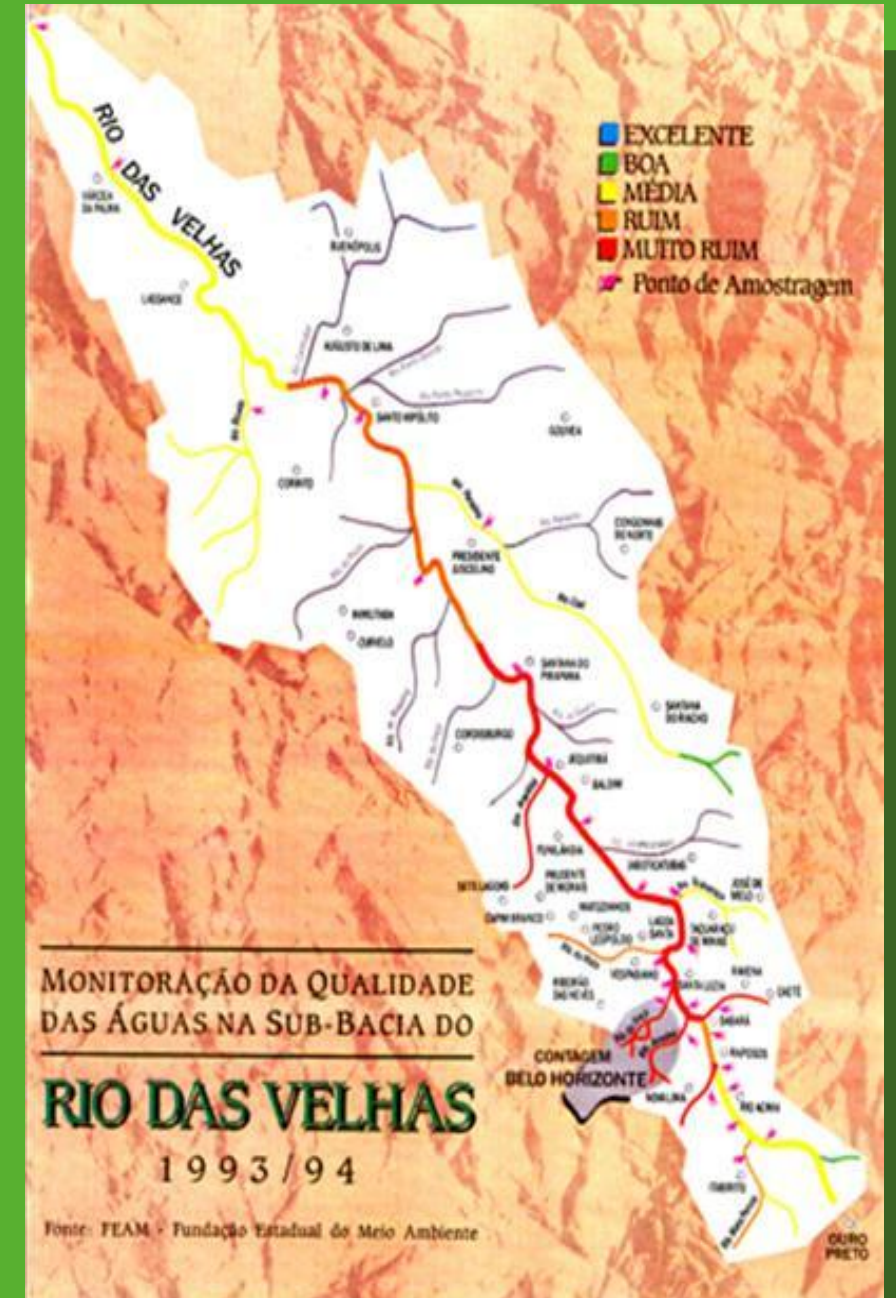 RIO DAS VELHAS
EXCELENTE
BOA
MÉDIA
RUIM
MUITO RUIM
Ponto de Amostragem
VÁRZEA
DA PALMA
LASSANCE
BUENÓPOLIS
AUGUSTO DE LIMA
SANTO HIPÓLITO
GOUVEA
CORINTO
CONGONHAS
DO NORTE
PRESIDENTE
JUSCELINO
INIMUTABA
CURVELO
SANTANA DO
PIRAPAMA
SANTANA
DO RIACHO
CORDISBURGO
JEQUITIBÁ
BALDIM
FUNILÂNDIA
JABOTICATUBAS
SETE LAGOAS
PRUDENTE
DE MORAIS
JOSÉ DE
MELO
CAPIM BRANCO
MATOZINHOS
PEDRO
LEOPOLDO
LAGOA
SANTA
TAQUARAÇU
DE MINAS
VESPASIANO
RIBEIRÃO
DAS NEVES
SANTA LUZIA
CAETÉ
SABARÁ
CONTAGEM
RAPOSOS
BELO HORIZONTE
NOVA LIMA
RIO ACIMA
ITABIRITO
OURO
PRETO
MONITORAÇÃO DA QUALIDADE
DAS ÁGUAS NA SUB-BACIA DO
RIO DAS VELHAS
1993/94
Fonte: FEAM - Fundação Estadual do Meio Ambiente